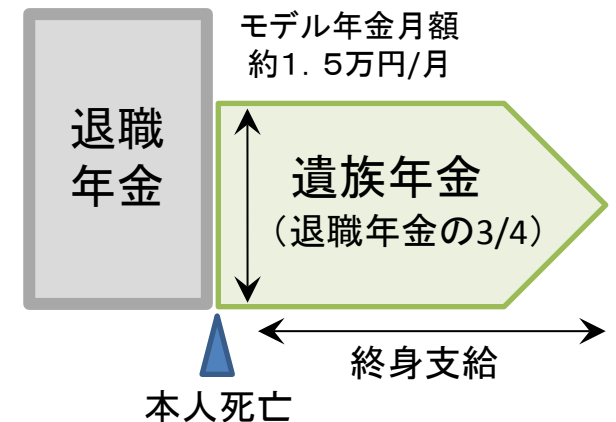 モデル年金月額
約1．5万円/月
退職
年金
遺族年金
（退職年金の3/4）
終身支給
本人死亡